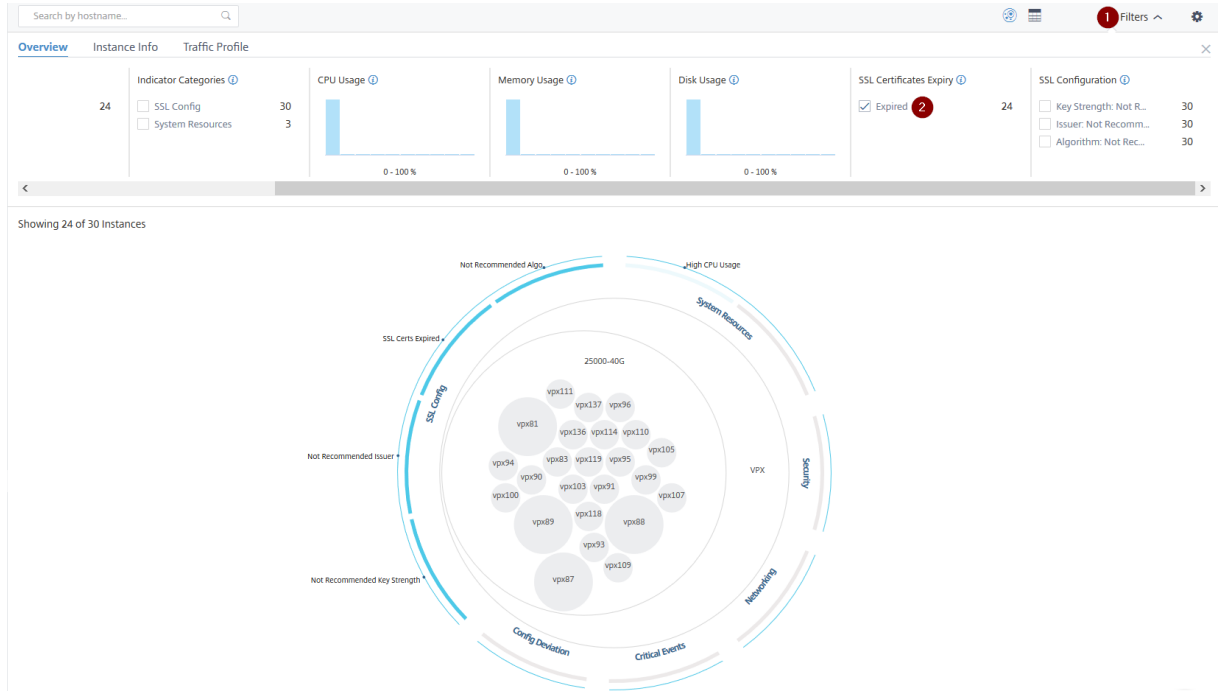 Search by hostname..
1 Filters
Overview Instance Info Traffic Profile
Indicator Categories CPU Usage Memory Usage Disk Usage SSL Certificates Expiry SSL Configuration
24 SSL Config 30 Expired 2 24 Key Strength: Not R... 30
System Resources 3 Issuer: Not Recomm... 30
Algorithm: Not Rec... 30
0 - 100 % 0 - 100 % 0 - 100 %
Showing 24 of 30 Instances
Not Recommended Algo.
High CPU Usage
System Resources
SSL Certs Expired
25000-40G
vpx111
vpx137 vpx96
SSL Config
vpx81
vpx136 vpx114 vpx110
vpx105
Not Recommended Issuer
vpx94 vpx83 vpx119 vpx95
VPX
Security
vpx90 vpx99
vpx100 vpx103 vpx91 vpx107
vpx89 vpx118 vpx88
vpx93
vpx109
Not Recommended Key Strength
vpx87
Networking
Config Deviation
Critical Events